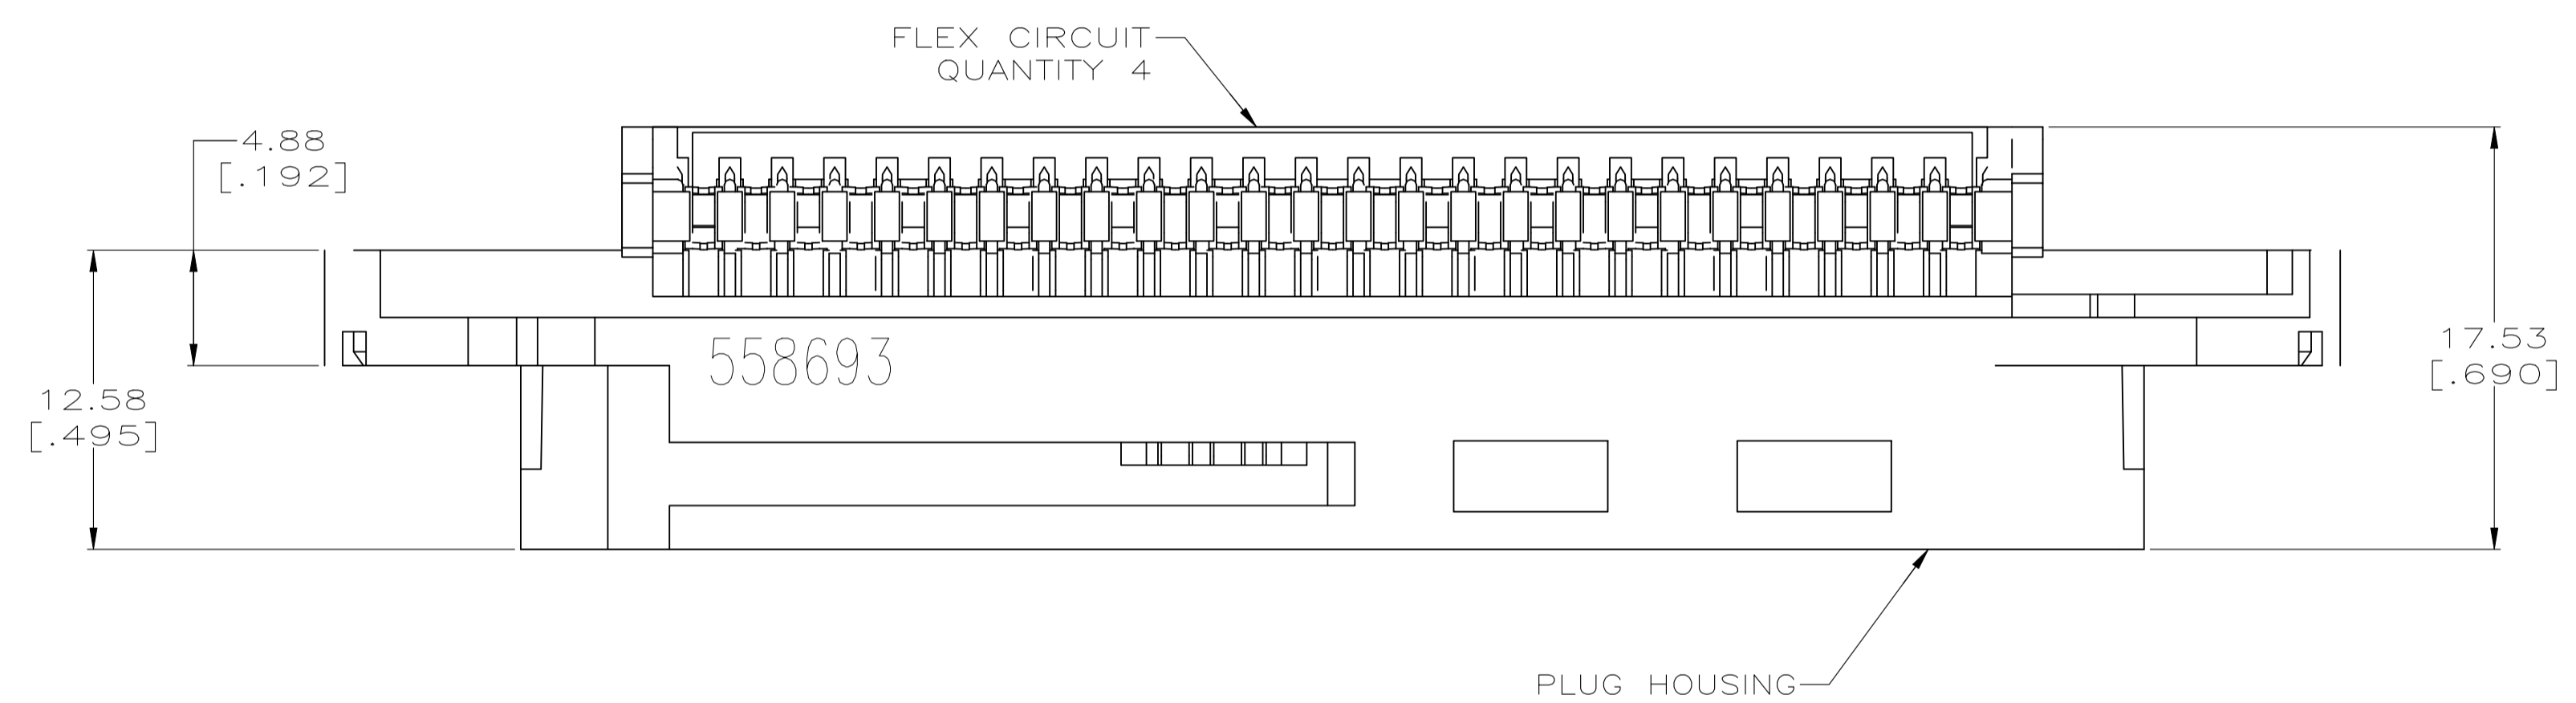 FLEX CIRCUIT
QUANTITY 4
4.88
[.192]
558693
17.53
[.690]
12.58
[.495]
PLUG HOUSING